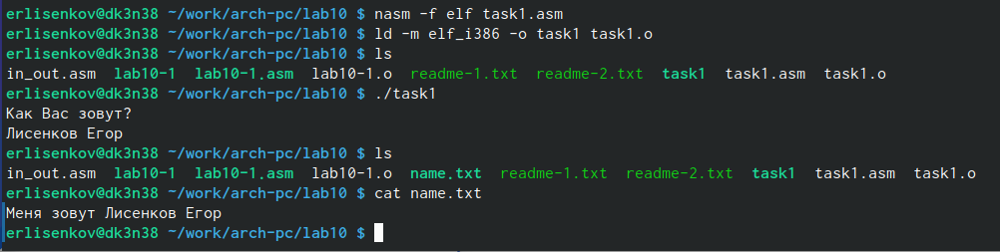 erlisenkov@dk3n38 ~/work/arch-pc/lab10 $ nasm -f elf task1.asm
erlisenkov@dk3n38 ~/work/arch-pc/lab10 $ ld -m elf_i386 -o task1 task1.o
erlisenkov@dk3n38 ~/work/arch-pc/lab10 $ ls
in_out.asm  lab10-1  lab10-1.asm  lab10-1.o  readme-1.txt  readme-2.txt  task1  task1.asm  task1.o
erlisenkov@dk3n38 ~/work/arch-pc/lab10 $ ./task1
Как Вас зовут?
Лисенков Егор
erlisenkov@dk3n38 ~/work/arch-pc/lab10 $ ls
in_out.asm  lab10-1  lab10-1.asm  lab10-1.o  name.txt  readme-1.txt  readme-2.txt  task1  task1.asm  task1.o
erlisenkov@dk3n38 ~/work/arch-pc/lab10 $ cat name.txt
Меня зовут Лисенков Егор
erlisenkov@dk3n38 ~/work/arch-pc/lab10 $